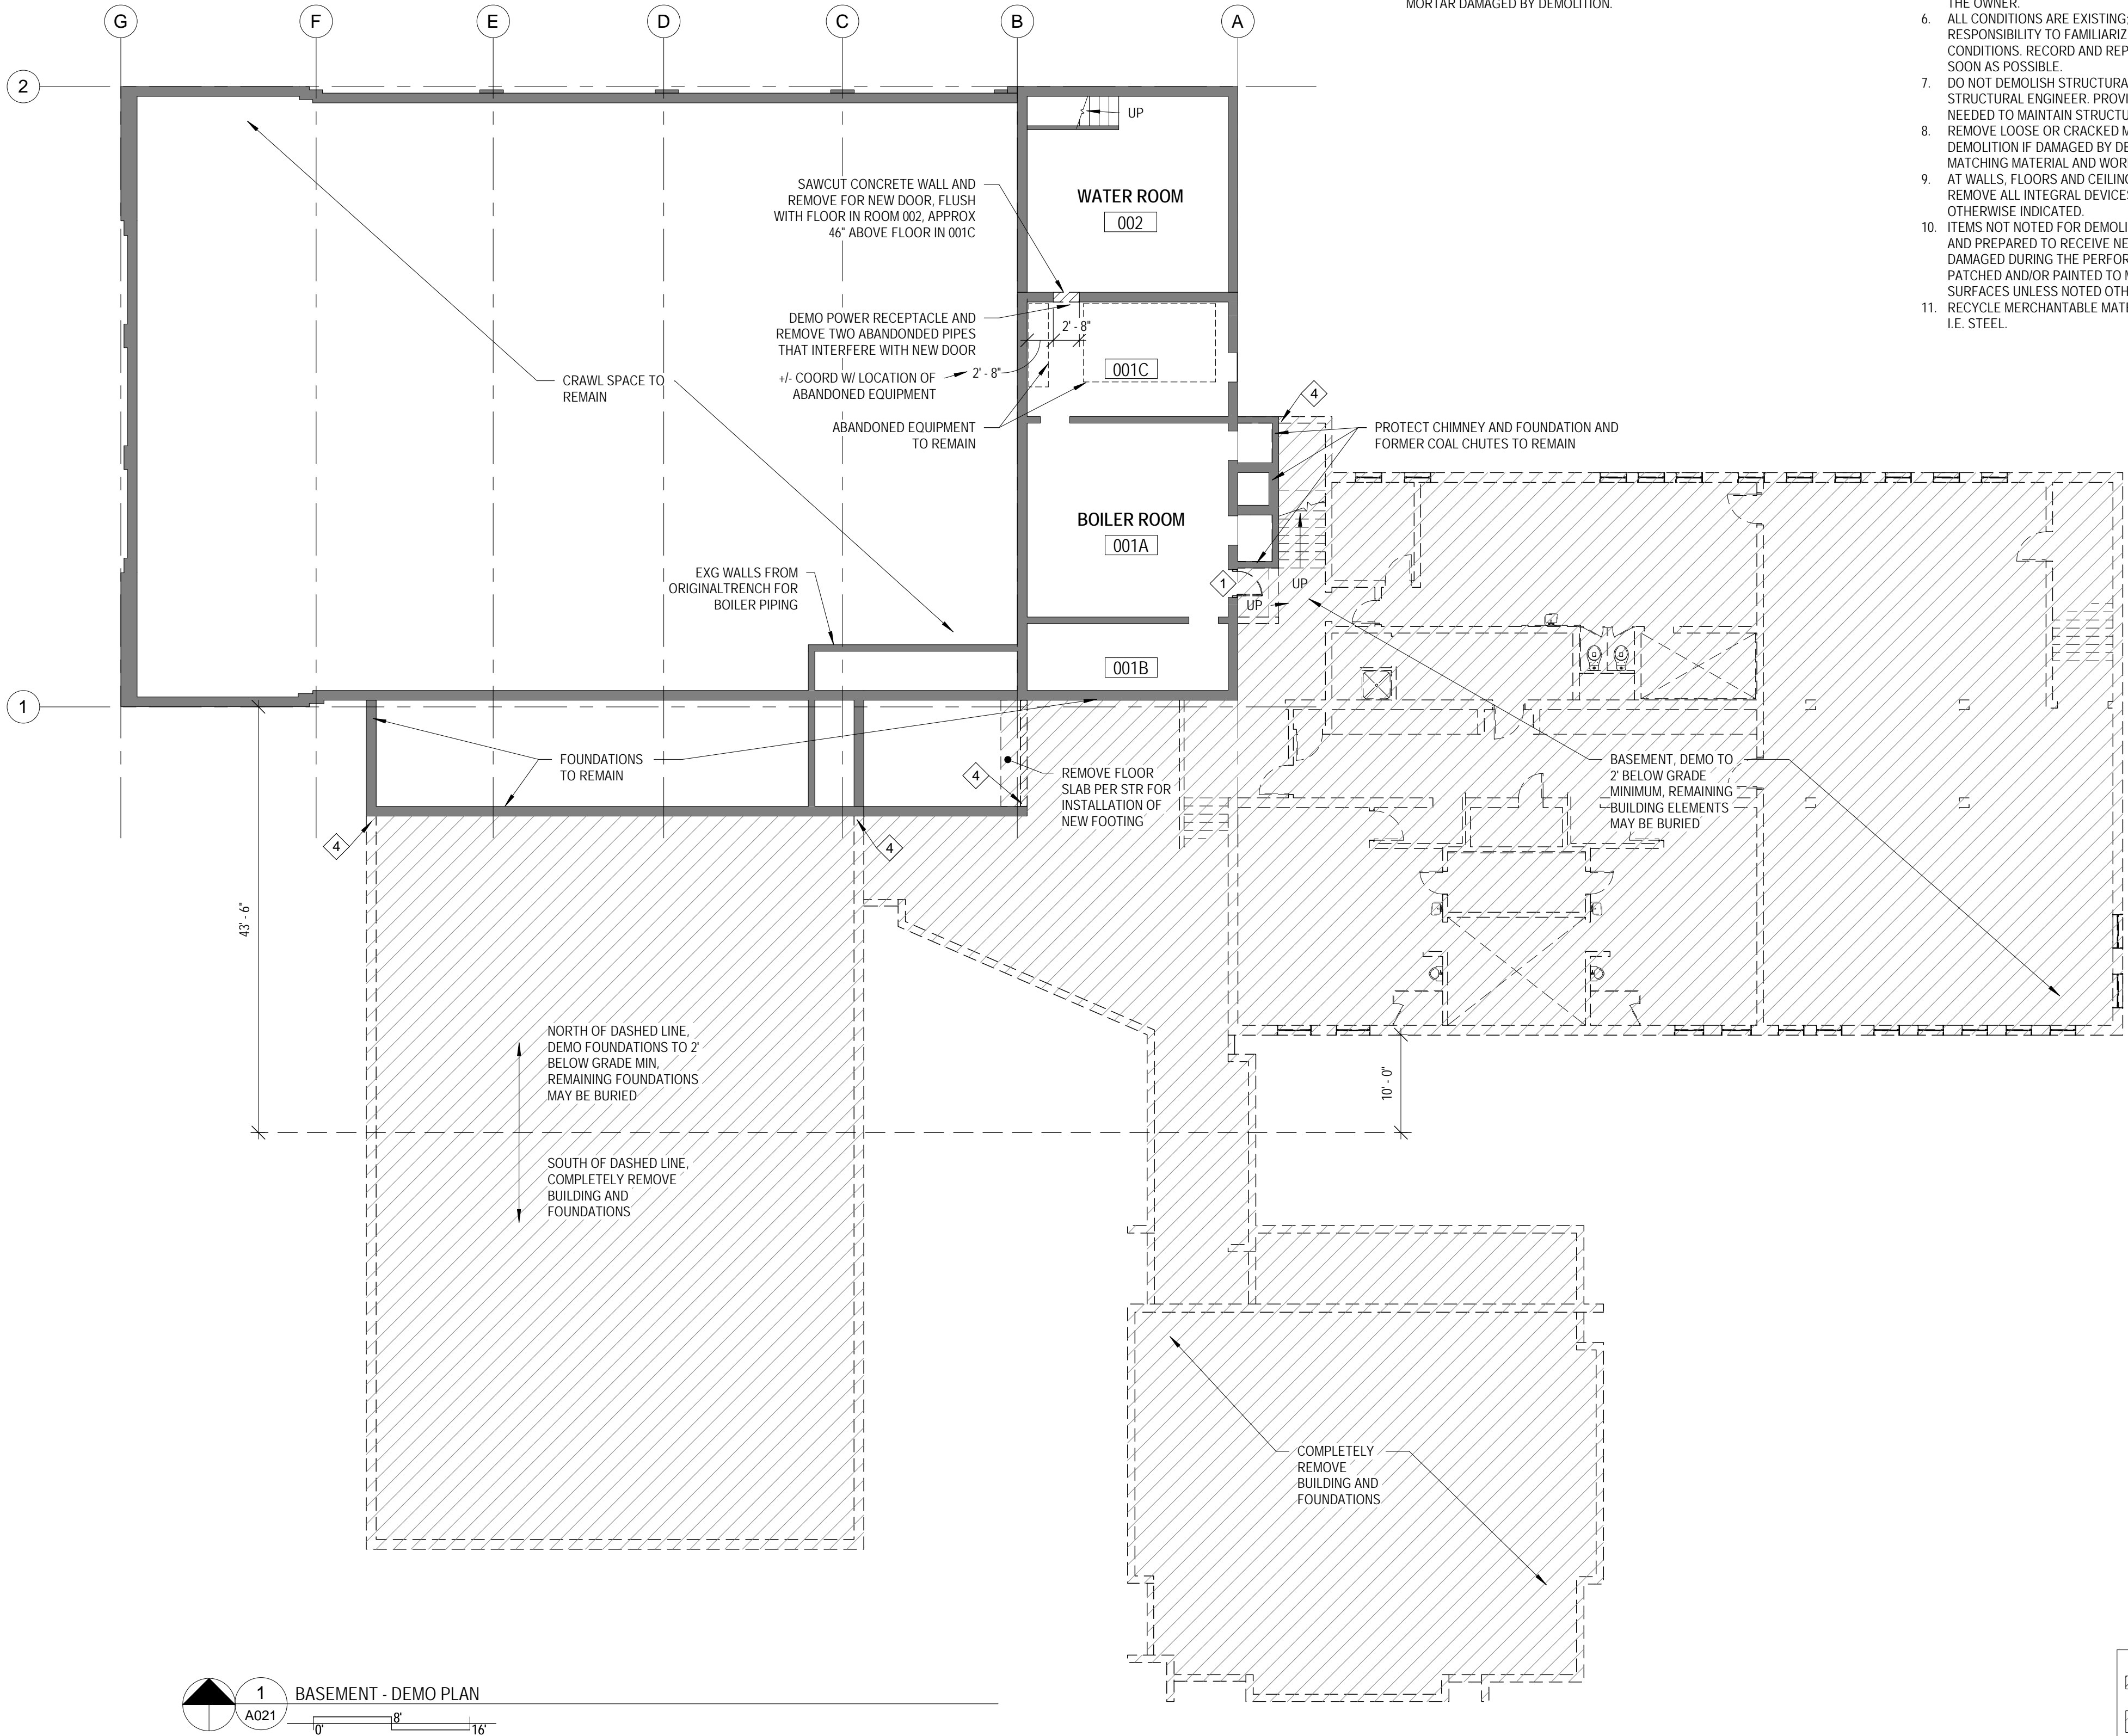 G
F
E
D
C
B
A
2
1
MORTAR DAMAGED BY DEMOLITION.
THE OWNER.
6. ALL CONDITIONS ARE EXISTING;
RESPONSIBILITY TO FAMILIARIZ
CONDITIONS. RECORD AND REP
SOON AS POSSIBLE.
7. DO NOT DEMOLISH STRUCTURA
STRUCTURAL ENGINEER. PROVI
NEEDED TO MAINTAIN STRUCTU
8. REMOVE LOOSE OR CRACKED M
DEMOLITION IF DAMAGED BY DE
MATCHING MATERIAL AND WOR
9. AT WALLS, FLOORS AND CEILING
REMOVE ALL INTEGRAL DEVICES
OTHERWISE INDICATED.
10. ITEMS NOT NOTED FOR DEMOLI
AND PREPARED TO RECEIVE NE
DAMAGED DURING THE PERFOR
PATCHED AND/OR PAINTED TO M
SURFACES UNLESS NOTED OTH
11. RECYCLE MERCHANTABLE MATE
I.E. STEEL.
UP
SAWCUT CONCRETE WALL AND
REMOVE FOR NEW DOOR, FLUSH
WITH FLOOR IN ROOM 002, APPROX
46" ABOVE FLOOR IN 001C
WATER ROOM
002
DEMO POWER RECEPTACLE AND
REMOVE TWO ABANDONDED PIPES
THAT INTERFERE WITH NEW DOOR
2' - 8"
+/- COORD W/ LOCATION OF
ABANDONED EQUIPMENT
2' - 8"
001C
CRAWL SPACE TO
REMAIN
ABANDONED EQUIPMENT
TO REMAIN
4
PROTECT CHIMNEY AND FOUNDATION AND
FORMER COAL CHUTES TO REMAIN
BOILER ROOM
001A
EXG WALLS FROM
ORIGINALTRENCH FOR
BOILER PIPING
1
UP
UP
001B
FOUNDATIONS
TO REMAIN
4
REMOVE FLOOR
SLAB PER STR FOR
INSTALLATION OF
NEW FOOTING
BASEMENT, DEMO TO
2' BELOW GRADE
MINIMUM, REMAINING
BUILDING ELEMENTS
MAY BE BURIED
4
4
43' - 6"
NORTH OF DASHED LINE,
DEMO FOUNDATIONS TO 2'
BELOW GRADE MIN,
REMAINING FOUNDATIONS
MAY BE BURIED
10' - 0"
SOUTH OF DASHED LINE,
COMPLETELY REMOVE
BUILDING AND
FOUNDATIONS
COMPLETELY
REMOVE
BUILDING AND
FOUNDATIONS
1
A021
BASEMENT - DEMO PLAN
0'
8'
16'